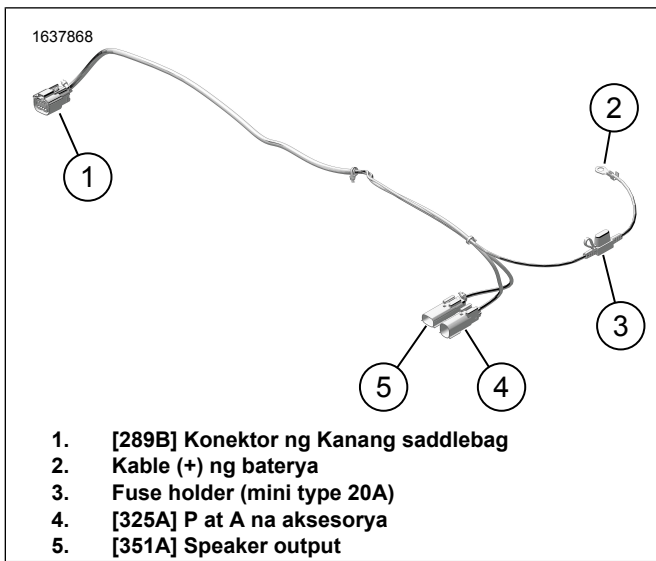 1637868
1
2
3
5
4
1. [289B] Konektor ng Kanang saddlebag
2. Kable (+) ng baterya
3. Fuse holder (mini type 20A)
4. [325A] P at A na aksesorya
5. [351A] Speaker output